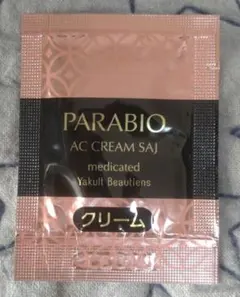 PARABIO
AC CREAM SAJ
medicated
Yakult Beautiens
クリーム